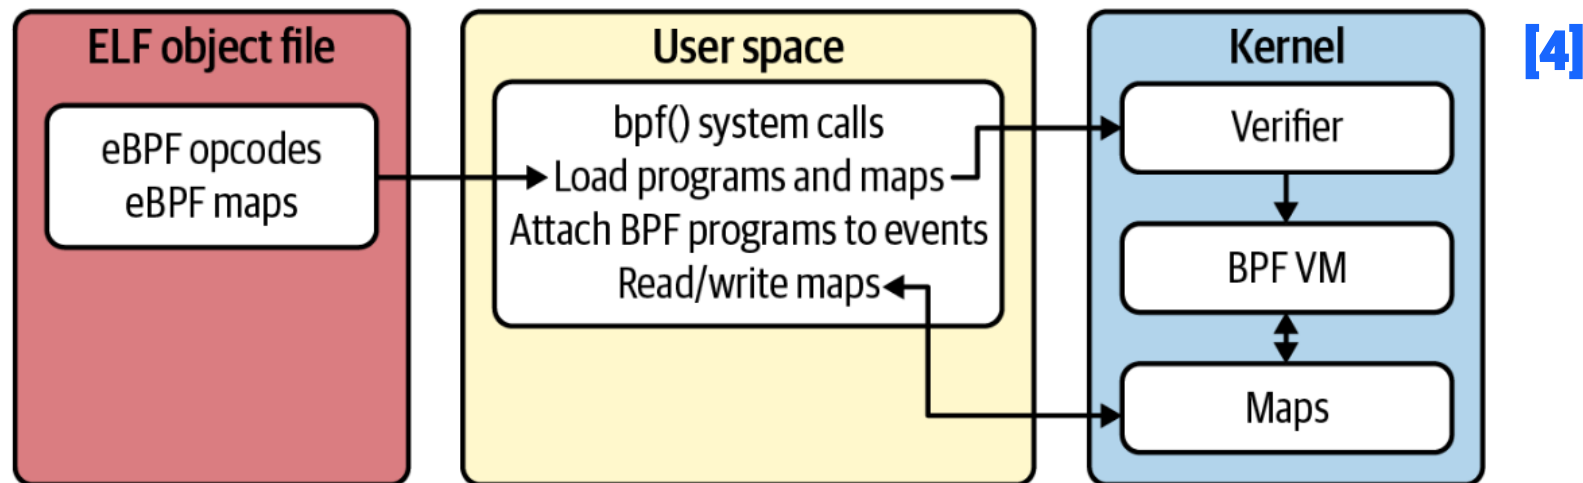 ELF object file
eBPF opcodes
eBPF maps
User space
bpf() system calls
Load programs and maps
Attach BPF programs to events
Read/write maps
Kernel
Verifier
BPF VM
Maps
[4]